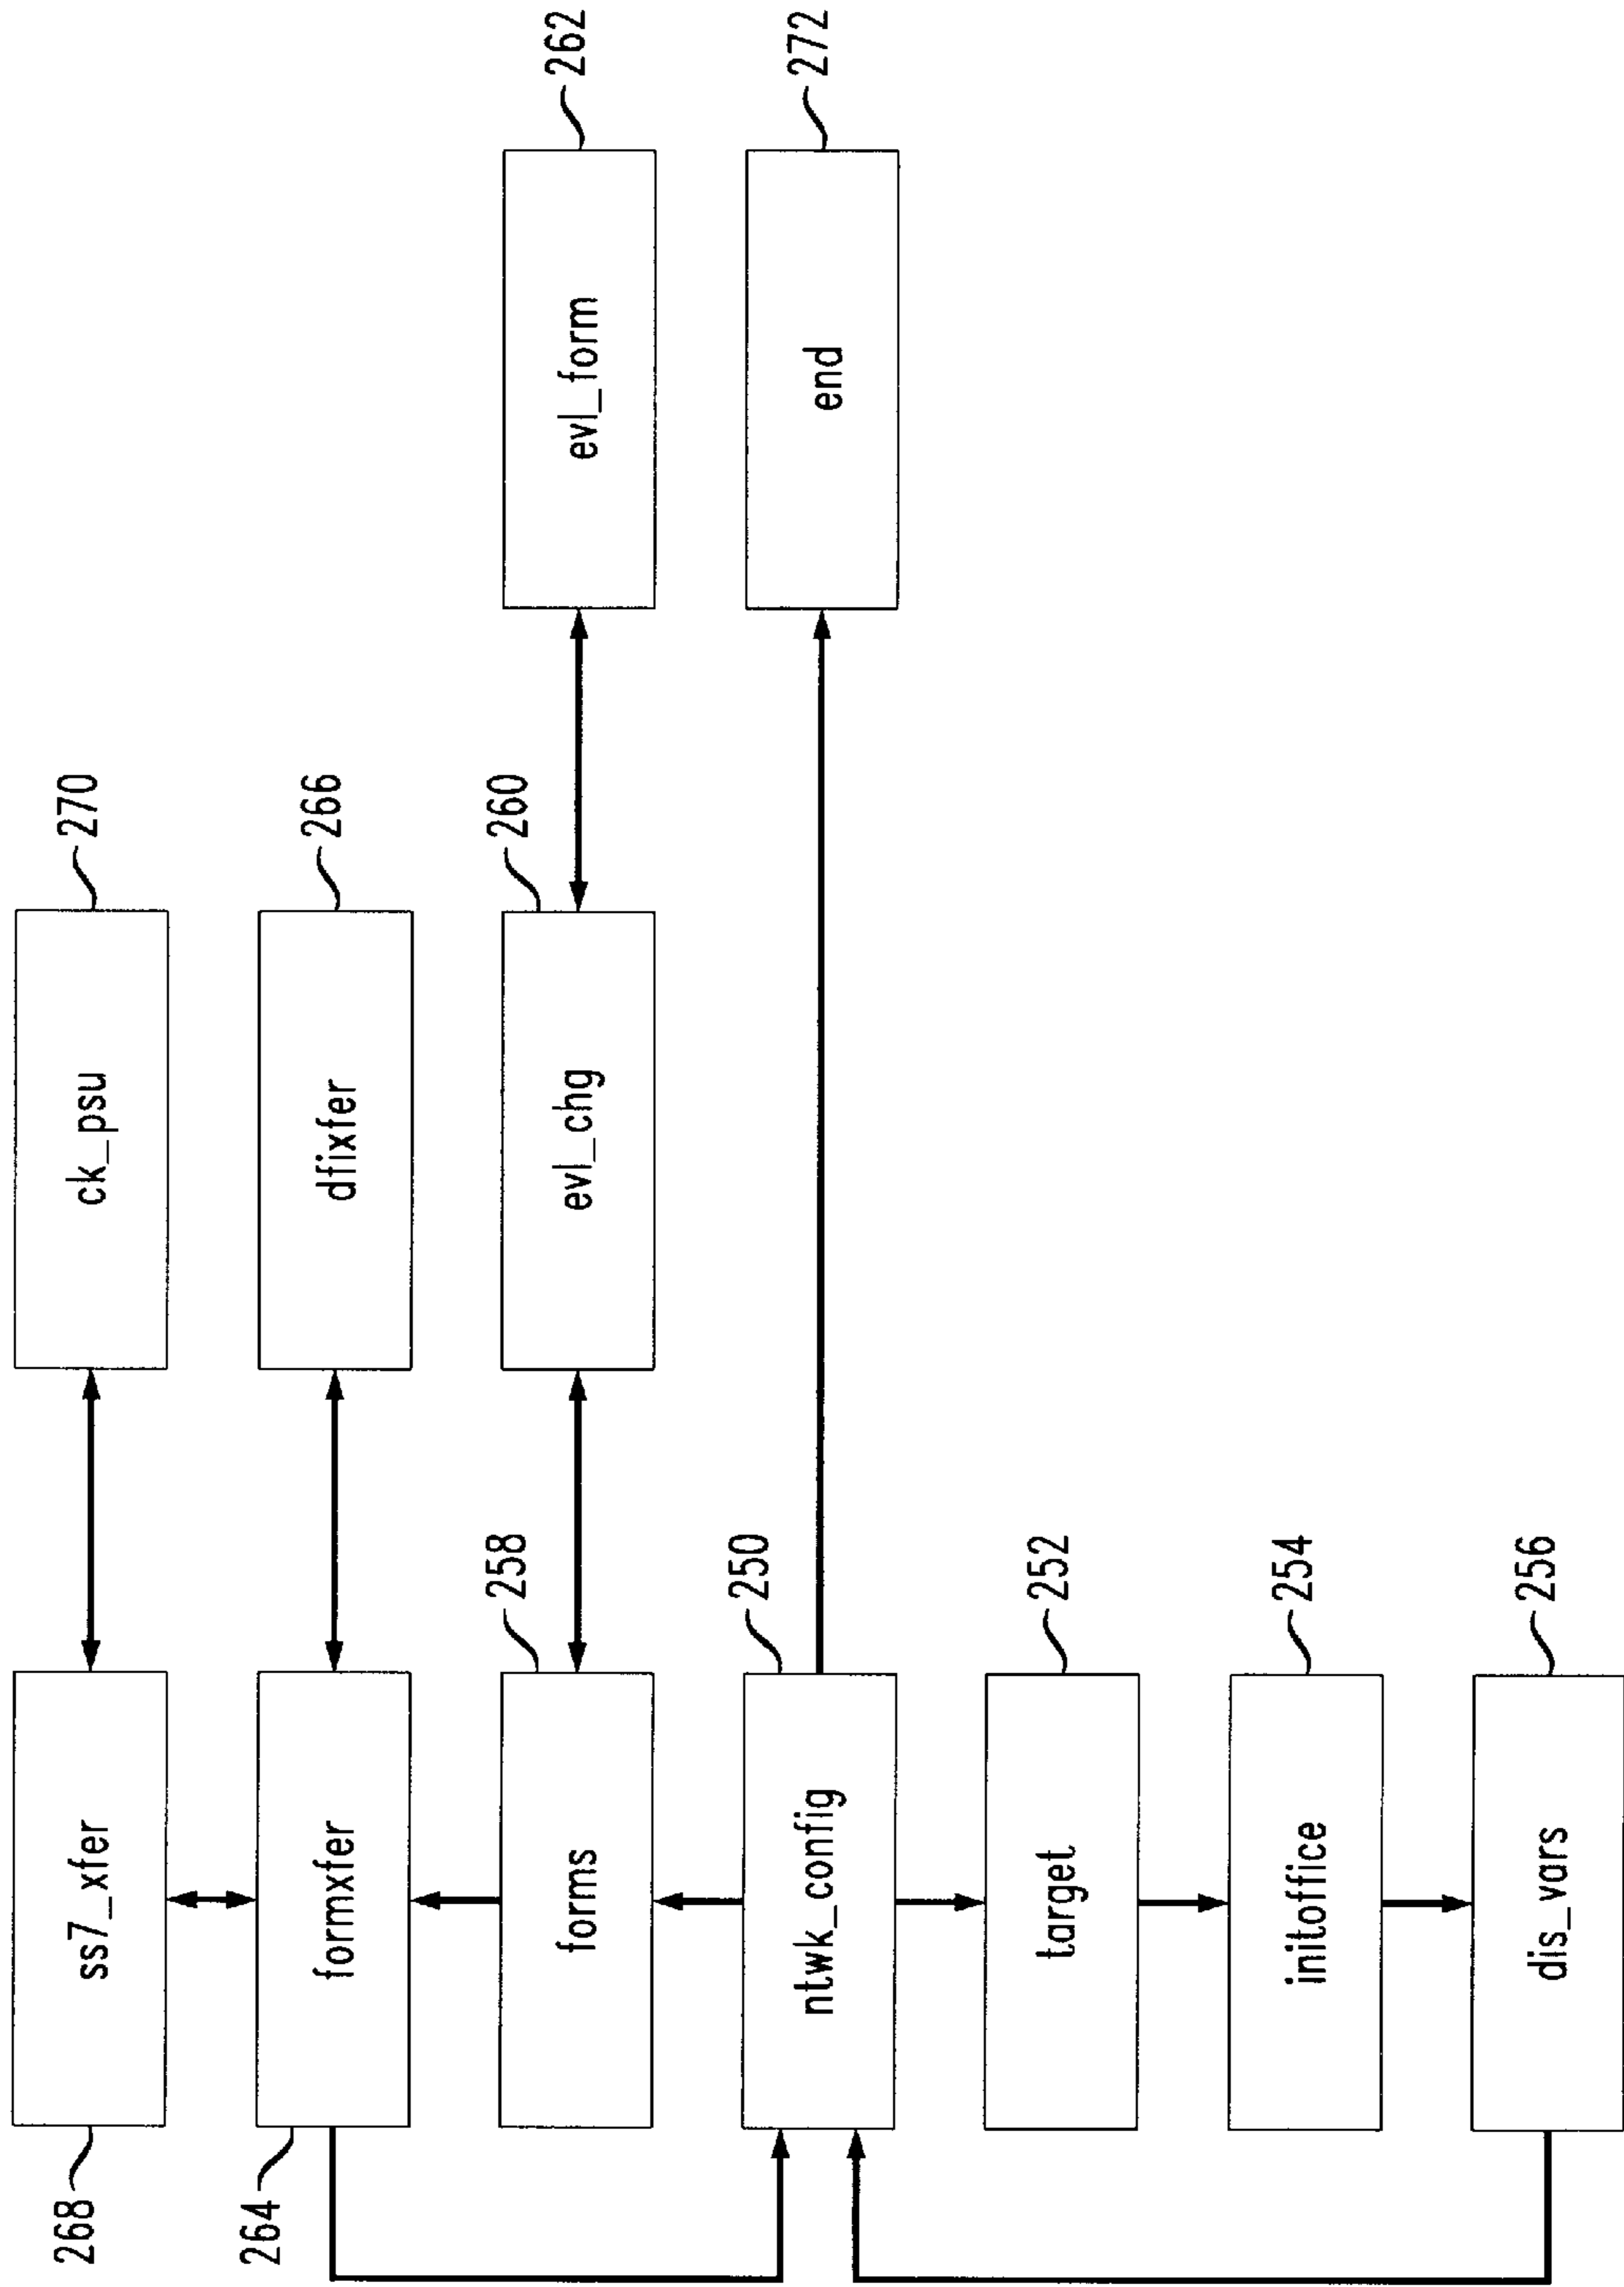 268
ss7_xfer
ck_psu
270
264
formxfer
dfixfer
266
forms
258
evl_chg
260
evl_form
262
ntwk_config
250
end
272
target
252
initoffice
254
dis_vars
256